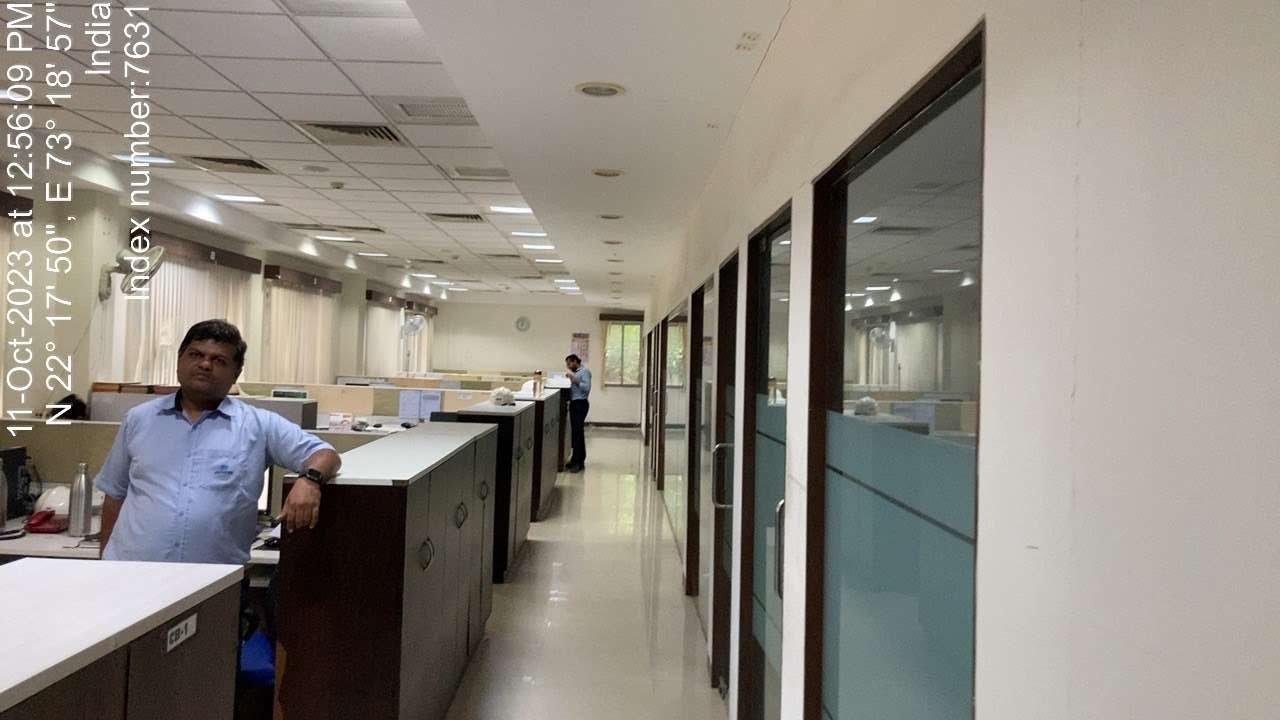 11-Oct-2023 at 12:56:09 PM
N 22° 17' 50", E 73° 18' 57"
India
Index number:7631
CB-1